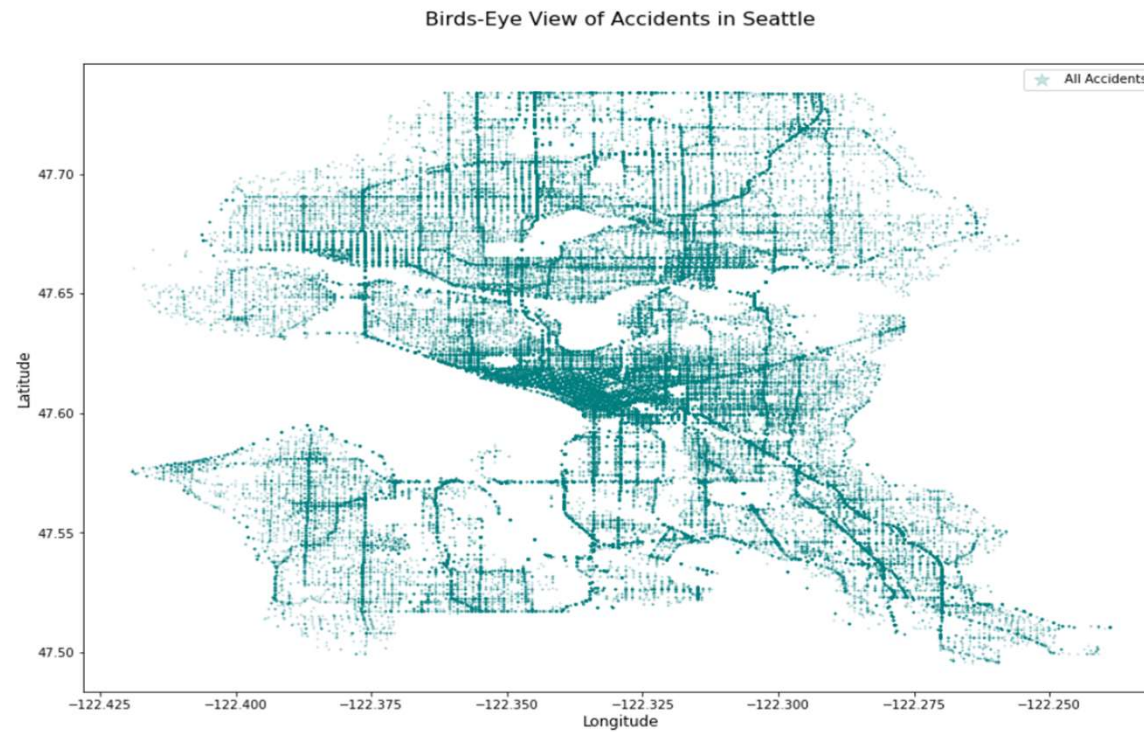 Birds-Eye View of Accidents in Seattle
All Accidents
47.70
47.65
47.60
47.55
47.50
Latitude
−122.425 −122.400 −122.375 −122.350 −122.325 −122.300 −122.275 −122.250
Longitude